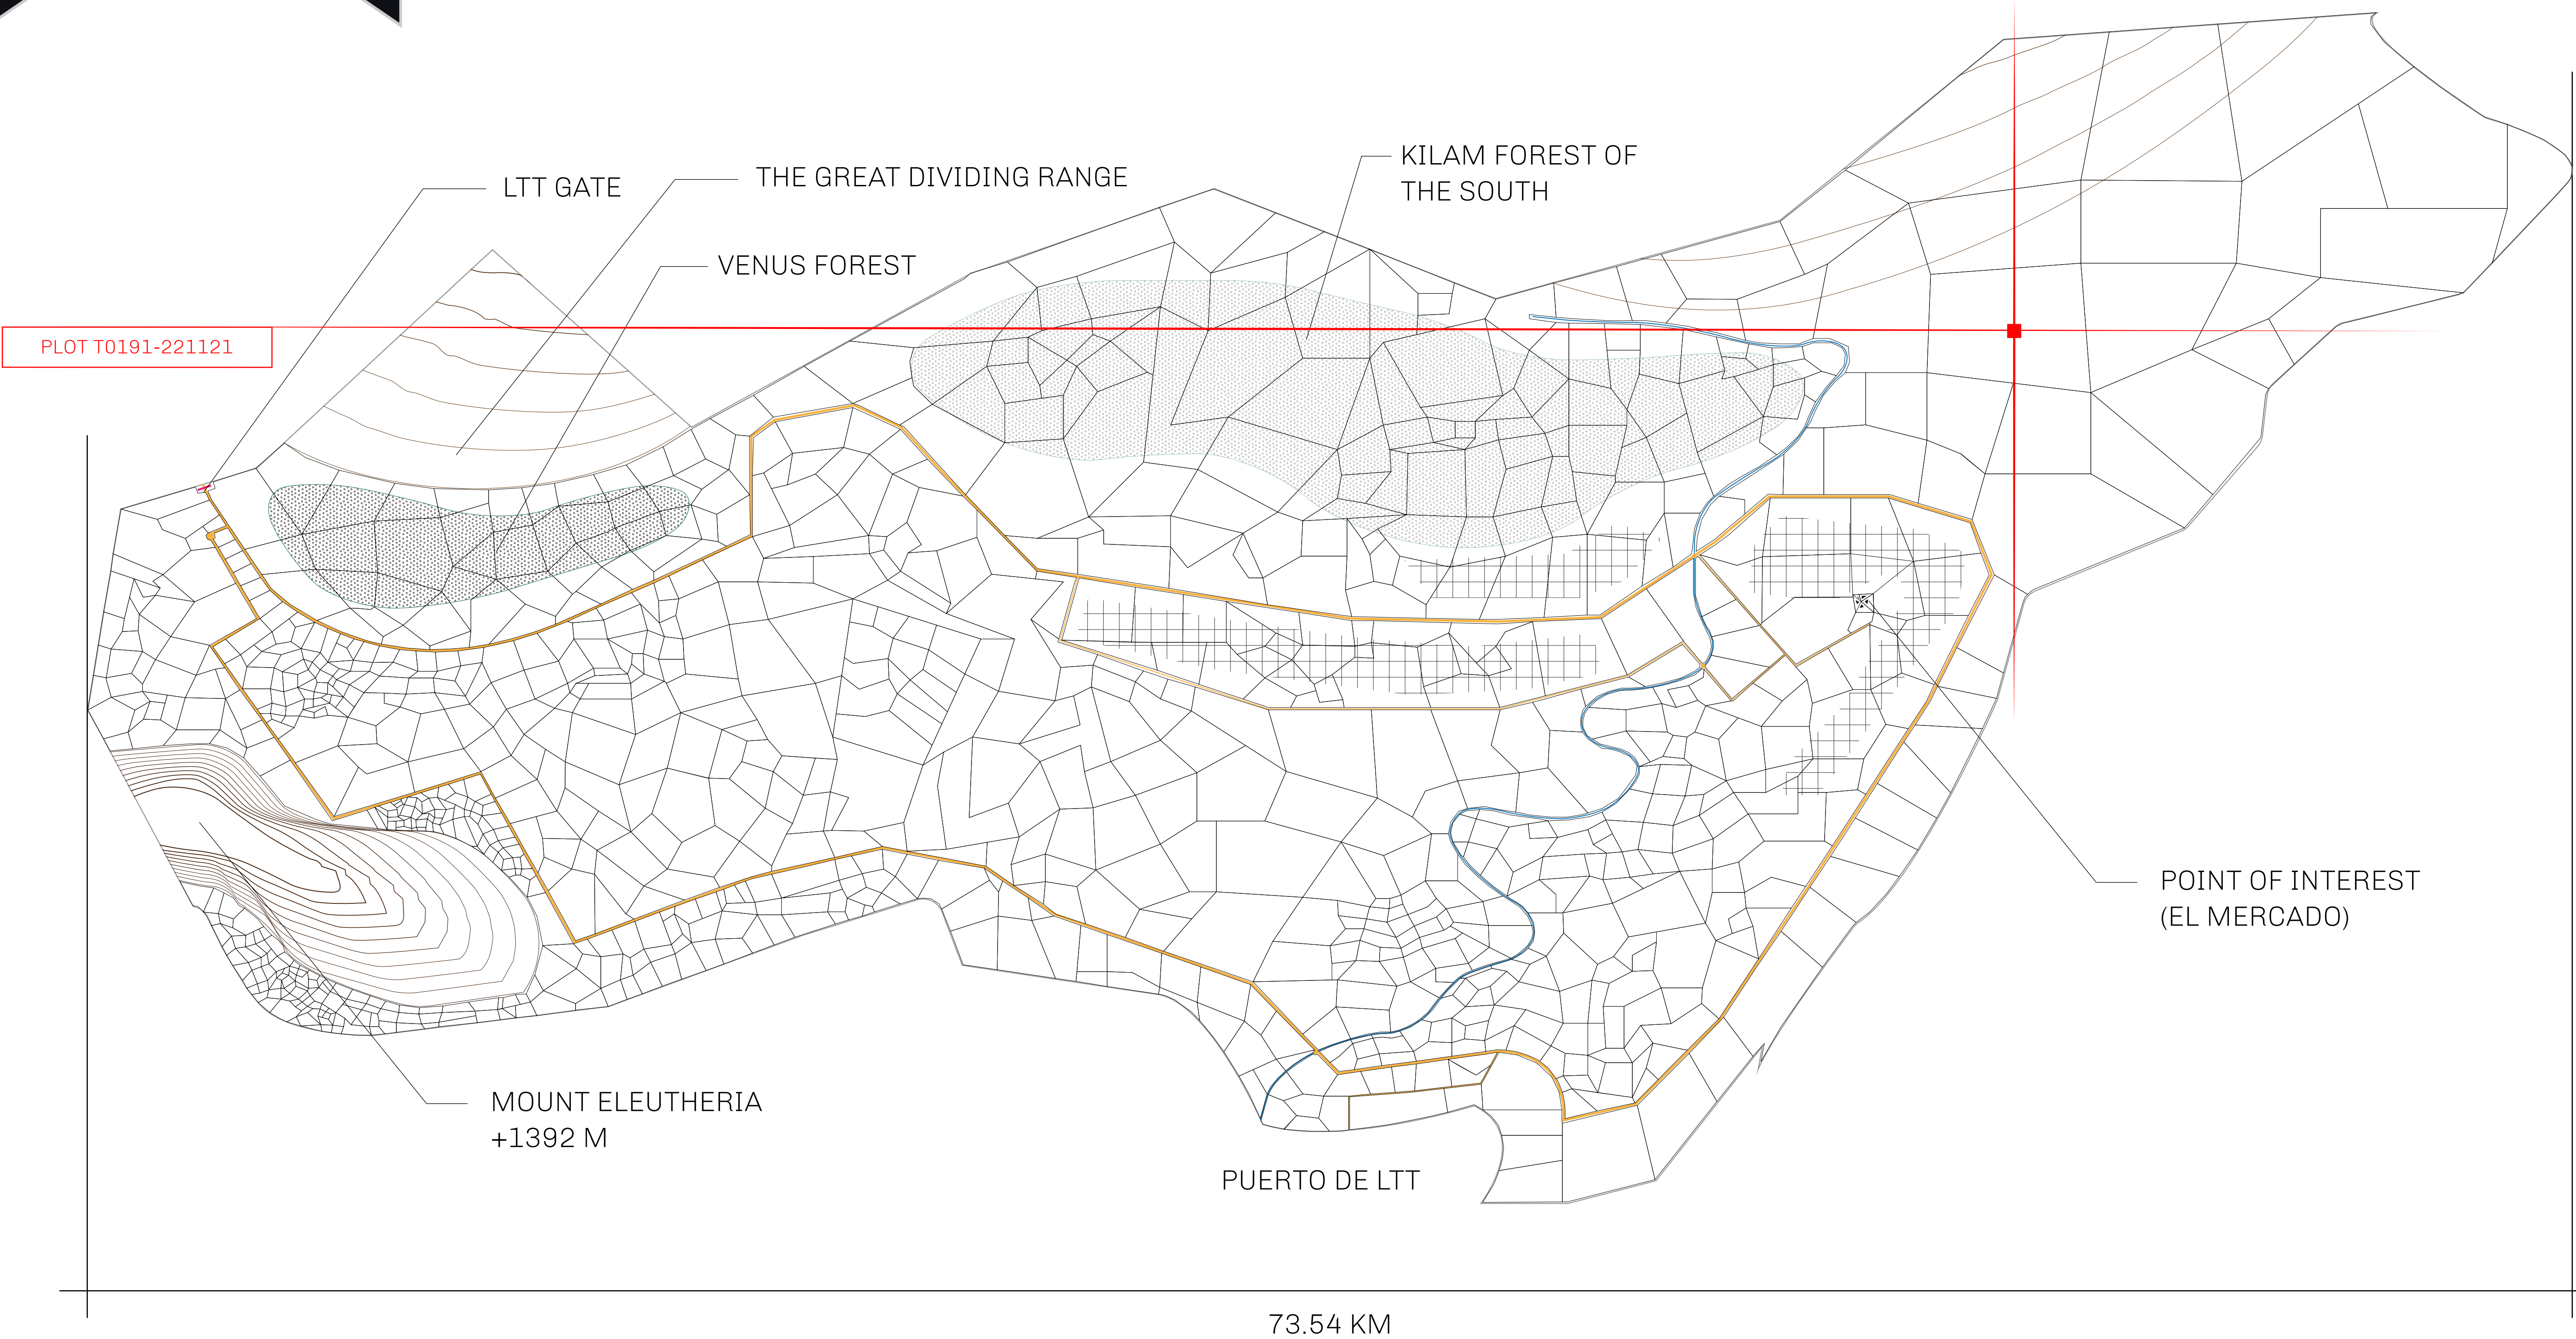 KILAM FOREST OF
THE SOUTH
LTT GATE
THE GREAT DIVIDING RANGE
VENUS FOREST
PLOT T0191-221121
POINT OF INTEREST
(EL MERCADO)
MOUNT ELEUTHERIA
+1392 M
PUERTO DE LTT
73.54 KM